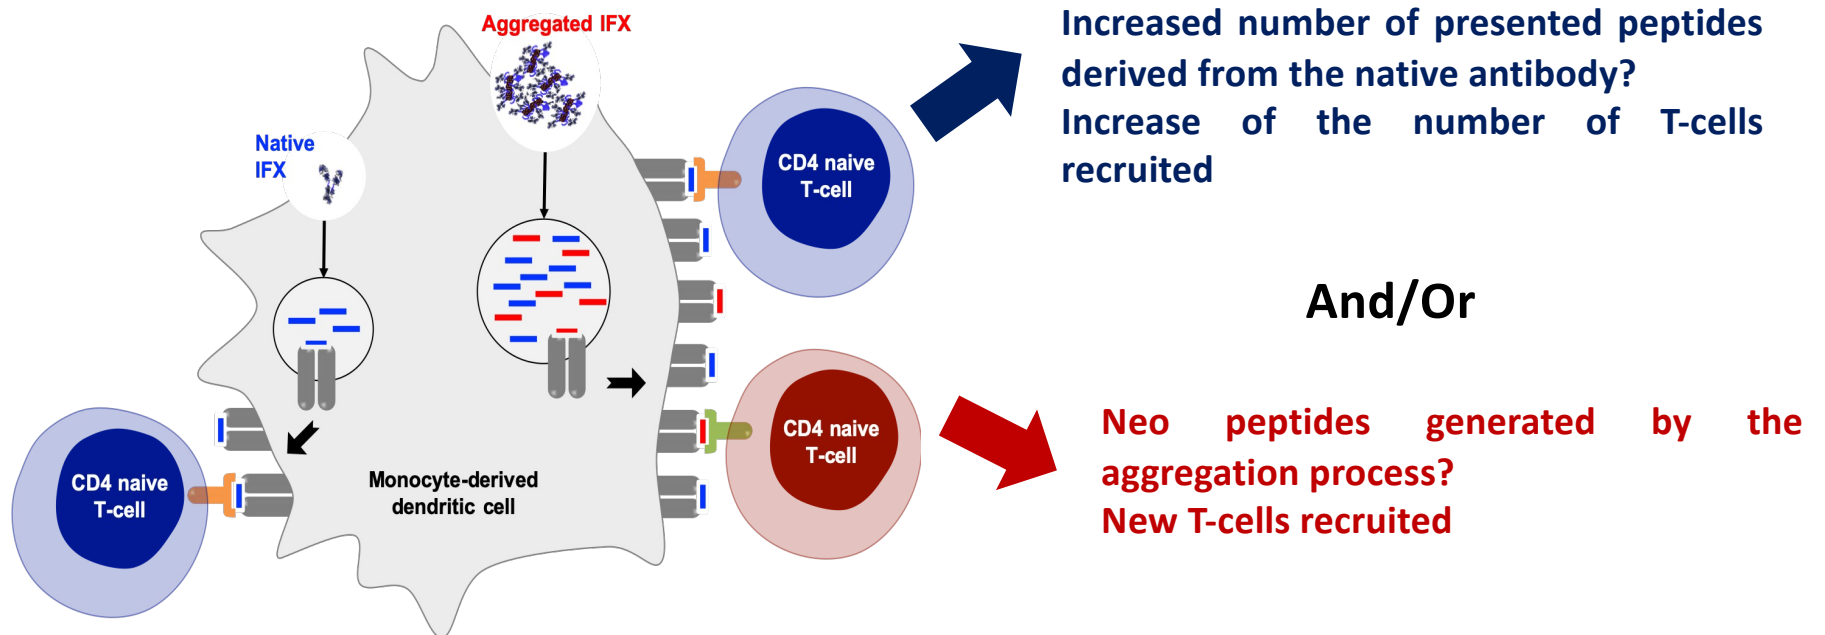 Aggregated IFX
Native
IFX
CD4 naive
T-cell
CD4 naive
T-cell
CD4 naive
T-cell
Monocyte-derived
dendritic cell
Increased number of presented peptides
derived from the native antibody?
Increase of the number of T-cells
recruited
And/Or
Neo peptides generated by the
aggregation process?
New T-cells recruited